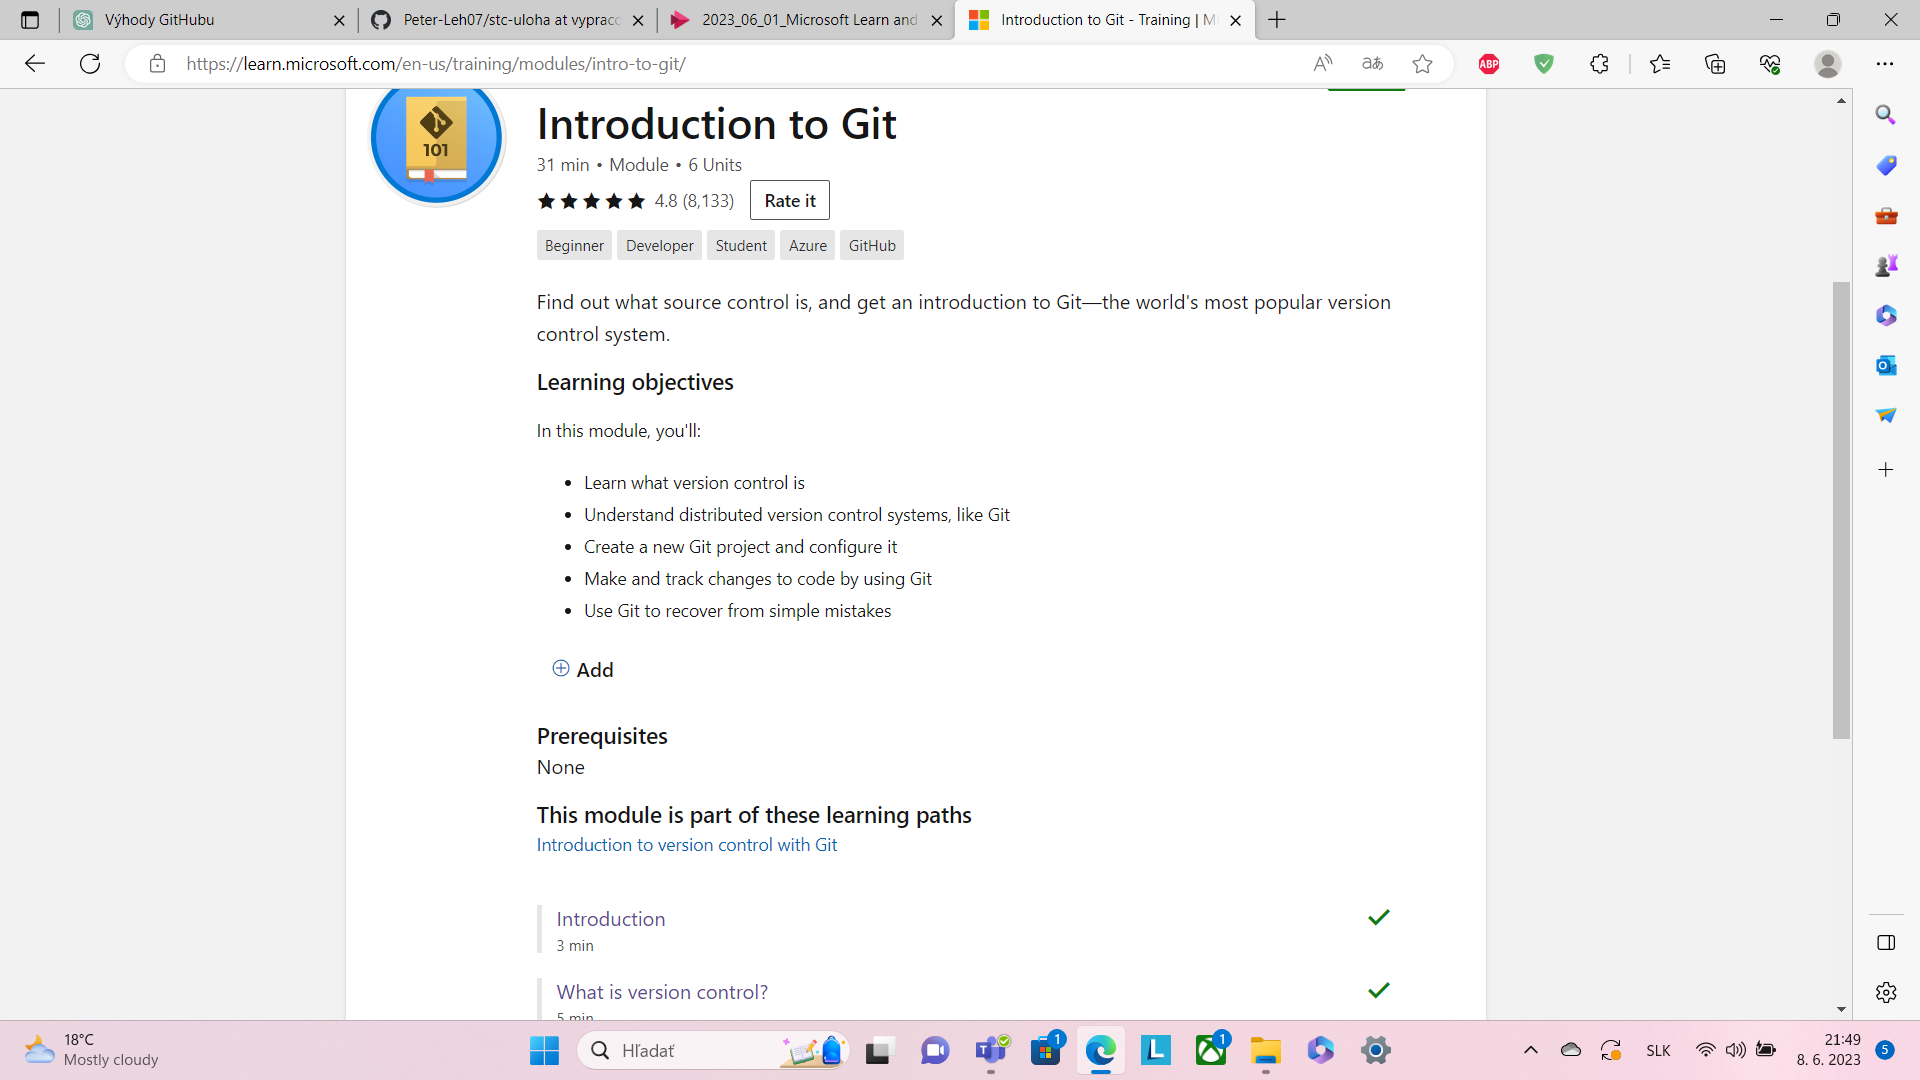 Výhody GitHubu
Peter-Leh07/stc-uloha at vyprac
2023_06_01_Microsoft Learn and
Introduction to Git - Training | M
https://learn.microsoft.com/en-us/training/modules/intro-to-git/
ABP
101
Introduction to Git
31 min • Module • 6 Units
4.8 (8,133)
Rate it
Beginner
Developer
Student
Azure
GitHub
Find out what source control is, and get an introduction to Git—the world's most popular version
control system.
Learning objectives
In this module, you'll:
• Learn what version control is
• Understand distributed version control systems, like Git
• Create a new Git project and configure it
• Make and track changes to code by using Git
• Use Git to recover from simple mistakes
Add
Prerequisites
None
This module is part of these learning paths
Introduction to version control with Git
Introduction
3 min
What is version control?
5 min
18°C
Mostly cloudy
Hľadať
1
1
SLK
21:49
8. 6. 2023
5